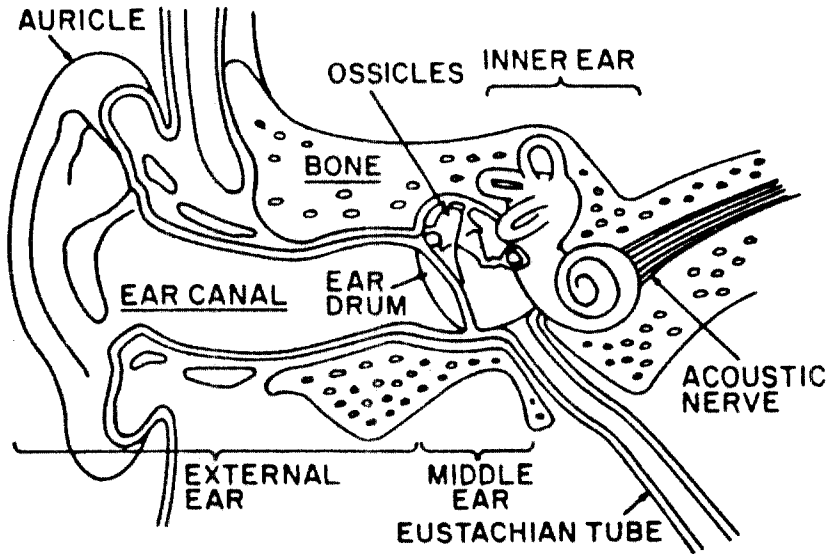 AURICLE
OSSICLES
INNER EAR
BONE
EAR CANAL
EAR
DRUM
ACOUSTIC
NERVE
EXTERNAL
EAR
MIDDLE
EAR
EUSTACHIAN TUBE